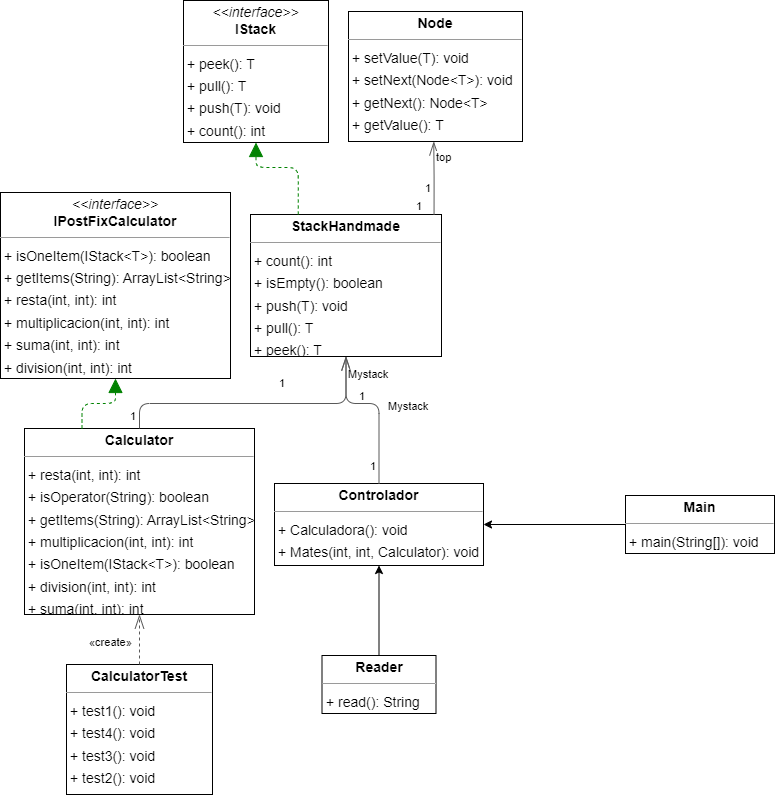 <<interface>>
IStack
+ peek(): T
+ pull(): T
+ push(T): void
+ count(): int
Node
+ setValue(T): void
+ setNext(Node<T>): void
+ getNext(): Node<T>
+ getValue(): T
top
1
1
<<interface>>
IPostFixCalculator
+ isOneItem(IStack<T>): boolean
+ getItems(String): ArrayList<String>
+ resta(int, int): int
+ multiplicacion(int, int): int
+ suma(int, int): int
+ division(int, int): int
StackHandmade
+ count(): int
+ isEmpty(): boolean
+ push(T): void
+ pull(): T
+ peek(): T
Mystack
1
1
Mystack
1
1
Calculator
+ resta(int, int): int
+ isOperator(String): boolean
+ getItems(String): ArrayList<String>
+ multiplicacion(int, int): int
+ isOneItem(IStack<T>): boolean
+ division(int, int): int
+ suma(int, int): int
Controlador
+ Calculadora(): void
+ Mates(int, int, Calculator): void
Main
+ main(String[]): void
«create»
CalculatorTest
+ test1(): void
+ test4(): void
+ test3(): void
+ test2(): void
Reader
+ read(): String